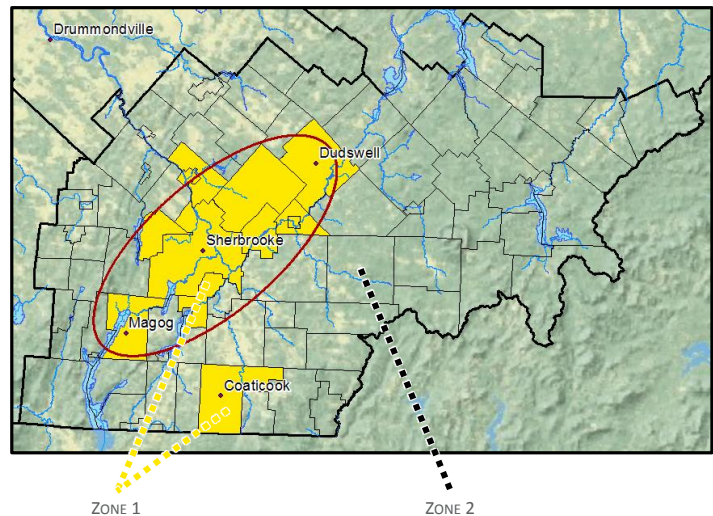 Drummondville
Dudswell
Sherbrooke
Magog
Coaticook
ZONE 1
ZONE 2